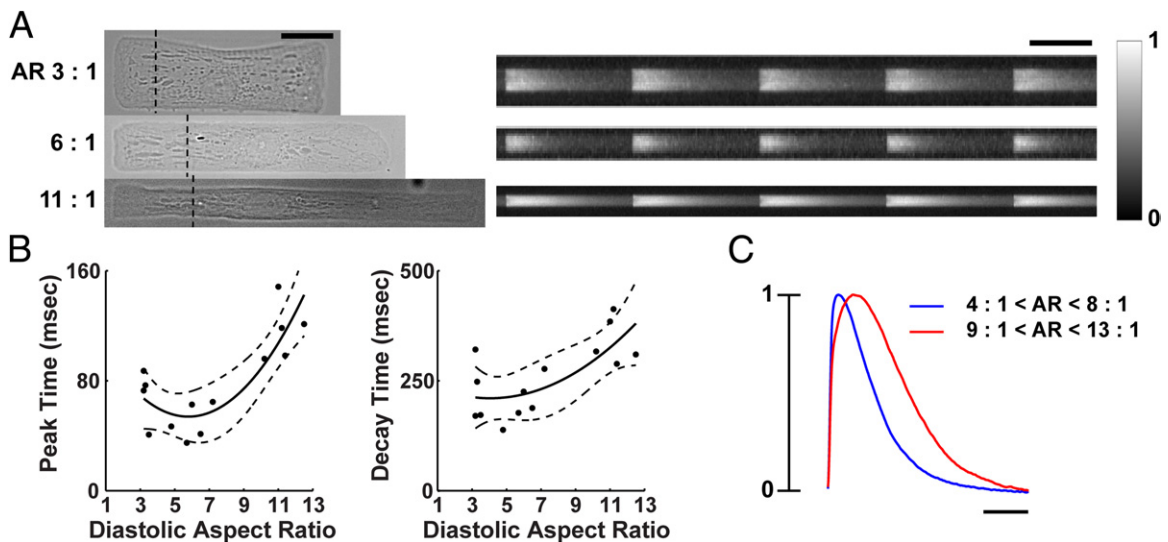 A
AR 3 : 1
6 : 1
11 : 1
1
0
B
Peak Time (msec)
160
80
0
1 3 5 7 9 11 13
Diastolic Aspect Ratio
Decay Time (msec)
500
250
0
1 3 5 7 9 11 13
Diastolic Aspect Ratio
C
1
0
4 : 1 < AR < 8 : 1
9 : 1 < AR < 13 : 1